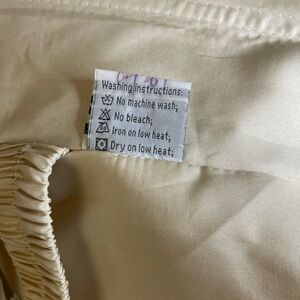 Washing instructions:
No machine wash;
No bleach;
Iron on low heat;
Dry on low heat;